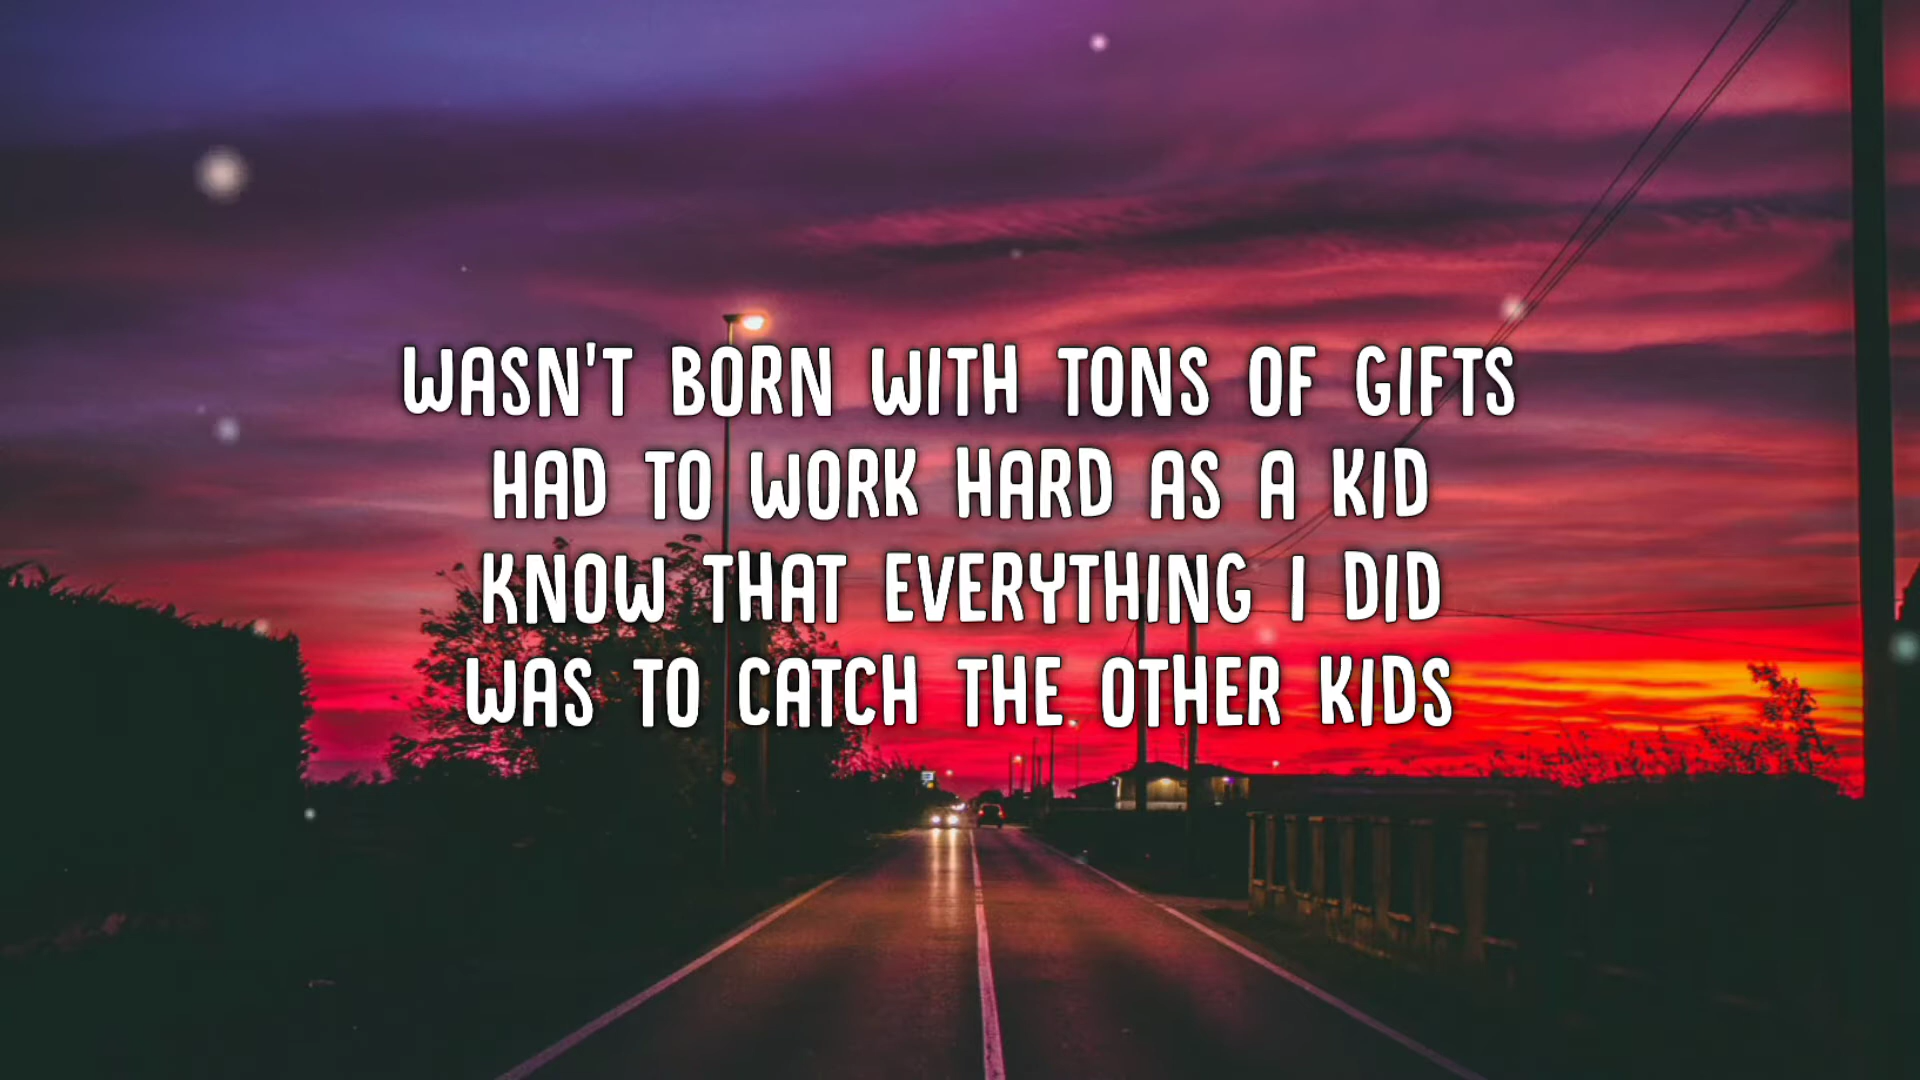 WASN'T BORN WITH TONS OF GIFTS
HAD TO WORK HARD AS A KID
KNOW THAT EVERYTHING I DID
WAS TO CATCH THE OTHER KIDS